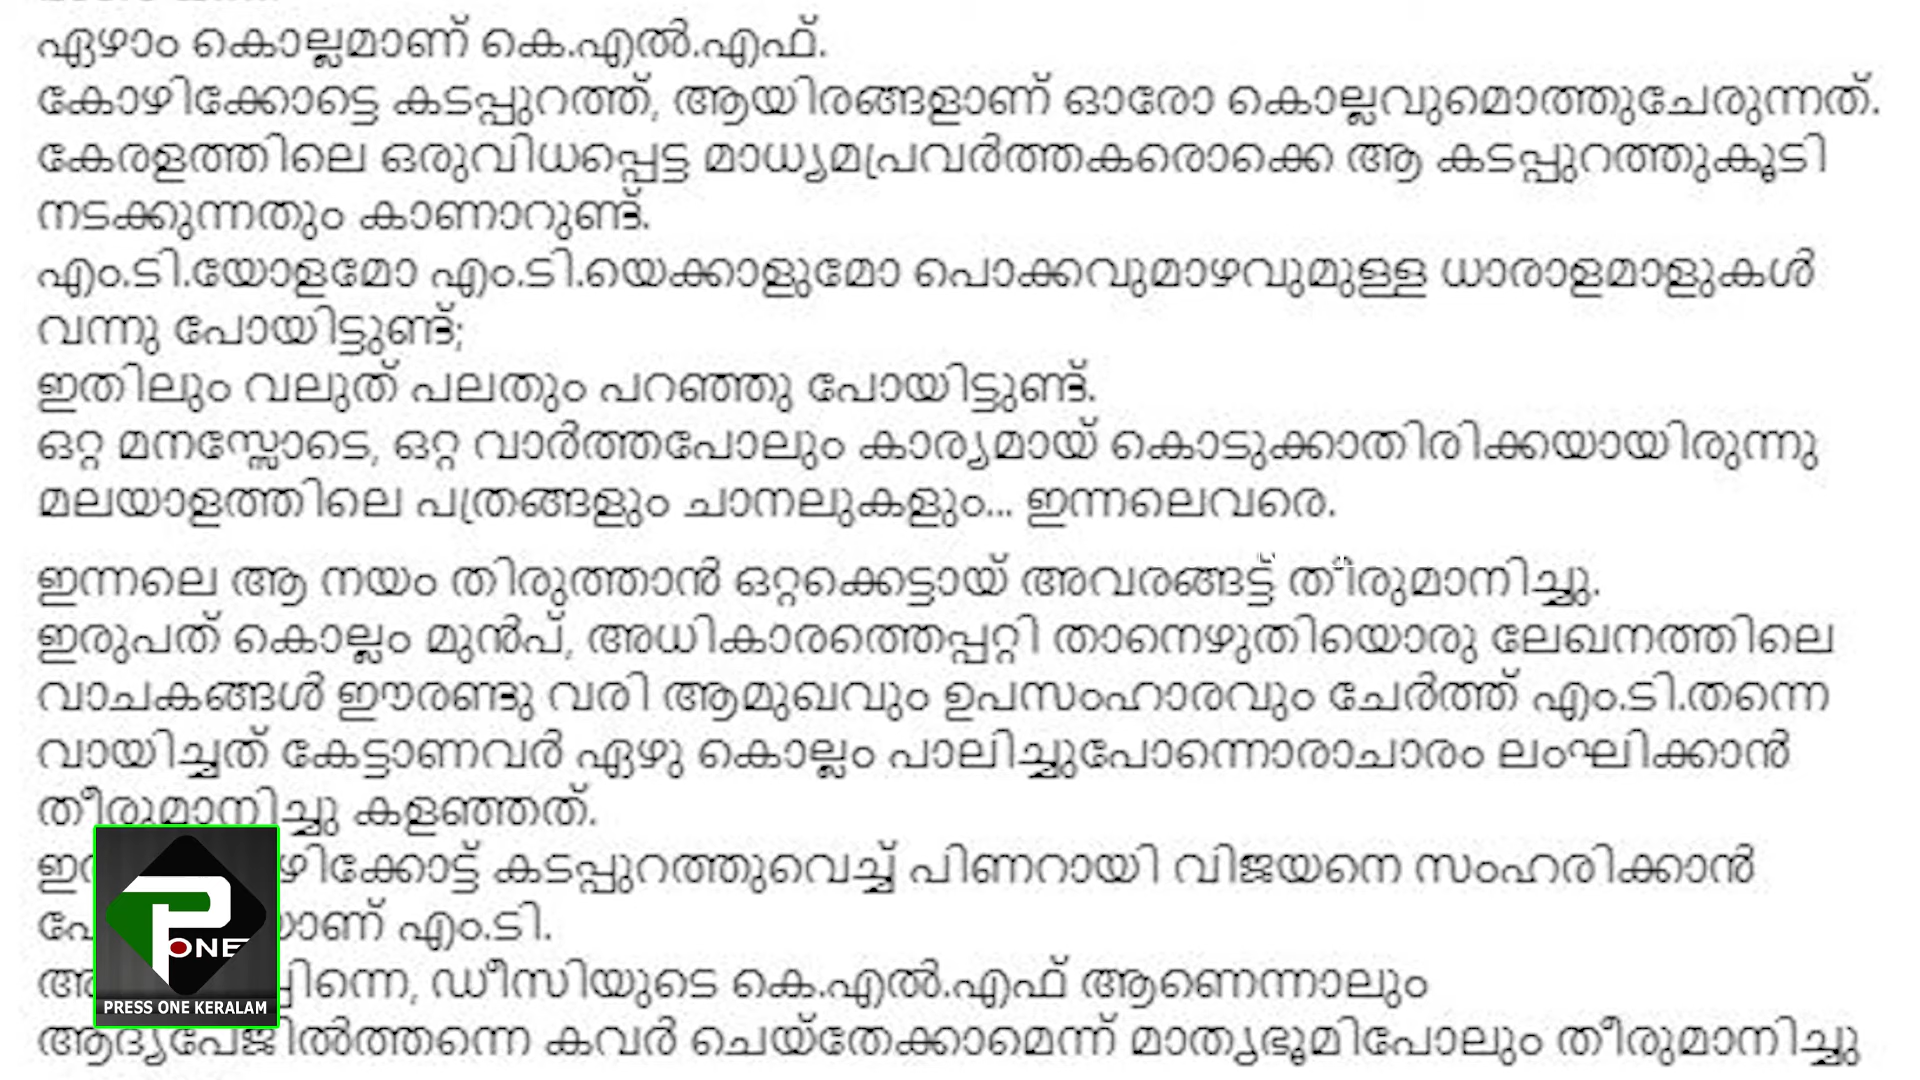 ഏഴാം കൊല്ലമാണ് കെ.എൽ.എഫ്.
കോഴിക്കോട്ടെ കടപ്പുറത്ത്, ആയിരങ്ങളാണ് ഓരോ കൊല്ലവുമൊത്തുചേരുന്നത്.
കേരളത്തിലെ ഒരുവിധപ്പെട്ട മാധ്യമപ്രവർത്തകരൊക്കെ ആ കടപ്പുറത്തുകൂടി
നടക്കുന്നതും കാണാറുണ്ട്.
എം.ടി.യോളമോ എം.ടി.യെക്കാളുമോ പൊക്കവുമാഴവുമുള്ള ധാരാളമാളുകൾ
വന്നു പോയിട്ടുണ്ട്;
ഇതിലും വലുത് പലതും പറഞ്ഞു പോയിട്ടുണ്ട്.
ഒറ്റ മനസ്സോടെ, ഒറ്റ വാർത്തപോലും കാര്യമായ് കൊടുക്കാതിരിക്കയായിരുന്നു
മലയാളത്തിലെ പത്രങ്ങളും ചാനലുകളും... ഇന്നലെവരെ.
ഇന്നലെ ആ നയം തിരുത്താൻ ഒറ്റക്കെട്ടായ് അവരങ്ങട്ട് തീരുമാനിച്ചു.
ഇരുപത് കൊല്ലം മുൻപ്, അധികാരത്തെപ്പറ്റി താനെഴുതിയൊരു ലേഖനത്തിലെ
വാചകങ്ങൾ ഈരണ്ടു വരി ആമുഖവും ഉപസംഹാരവും ചേർത്ത് എം.ടി.തന്നെ
വായിച്ചത് കേട്ടാണവർ ഏഴു കൊല്ലം പാലിച്ചുപോന്നൊരാചാരം ലംഘിക്കാൻ
തീരുമാനിച്ചു കളഞ്ഞത്.
കടപ്പുറത്തുവെച്ച് പിണറായി വിജയനെ സംഹരിക്കാൻ
എം.ടി.
ഡീസിയുടെ കെ.എൽ.എഫ് ആണെന്നാലും
ആദ്യപേജിൽത്തന്നെ കവർ ചെയ്തേക്കാമെന്ന് മാതൃഭൂമിപോലും തീരുമാനിച്ചു
P ONE
PRESS ONE KERALAM